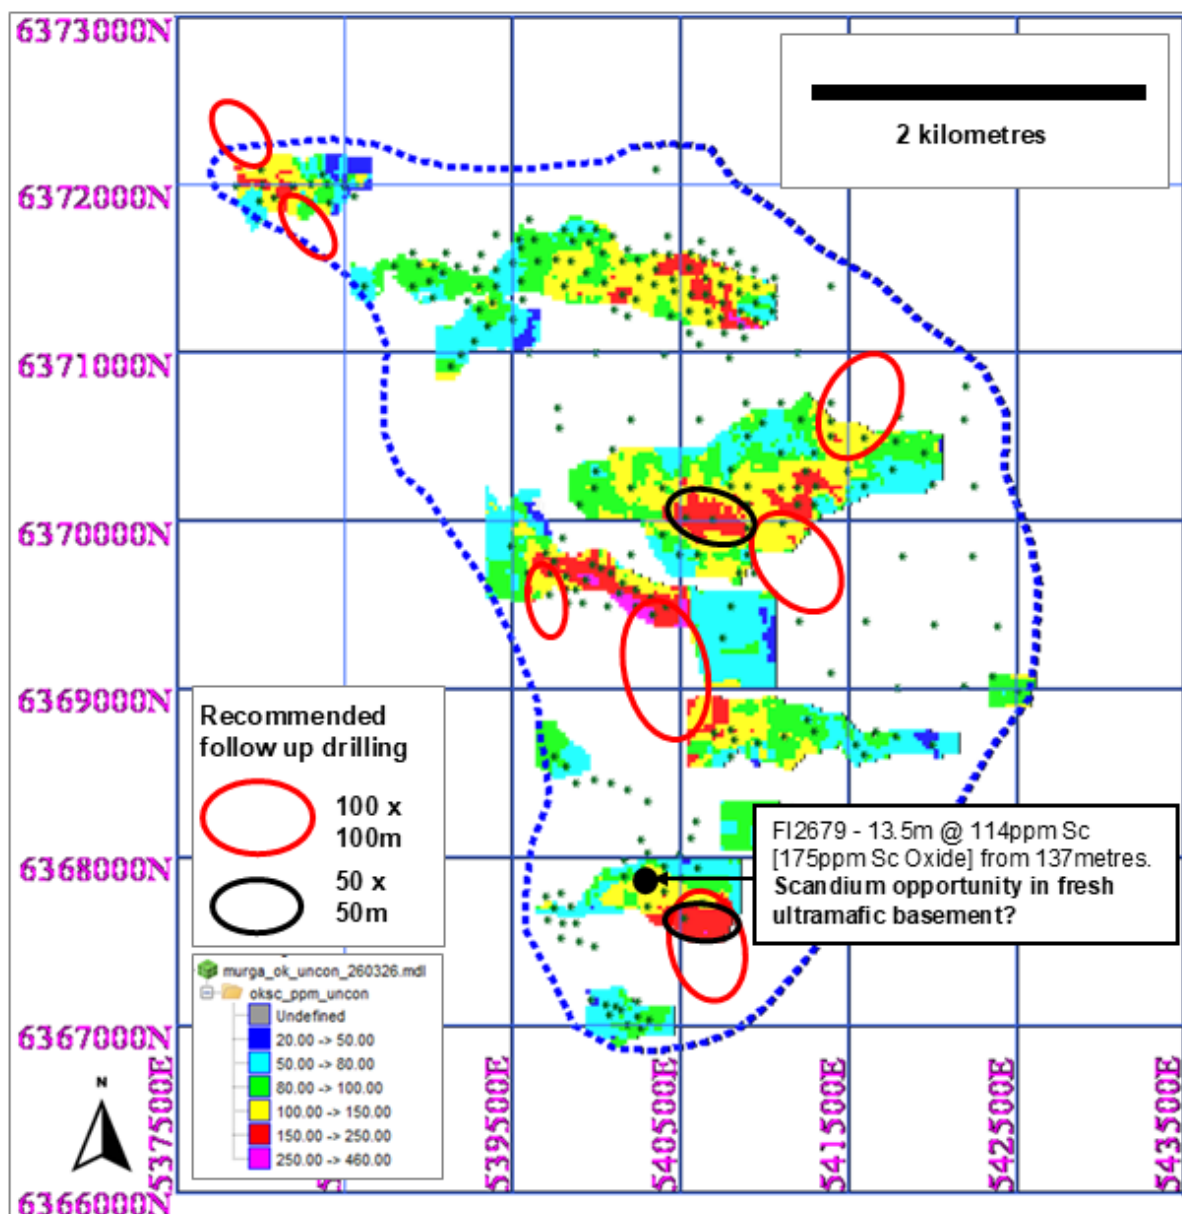 6373000N
2 kilometres
6372000N
6371000N
6370000N
6369000N
Recommended
follow up drilling
100 x
100m
50 x
50m
FI2679 - 13.5m @ 114ppm Sc
[175ppm Sc Oxide] from 137metres.
Scandium opportunity in fresh
ultramafic basement?
6368000N
murga_ok_uncon_260326.mdl
oksc_ppm_uncon
Undefined
20.00 -> 50.00
50.00 -> 80.00
80.00 -> 100.00
100.00 -> 150.00
150.00 -> 250.00
250.00 -> 460.00
6367000N
N
537500E
539500E
540500E
541500E
542500E
543500E
6366000N